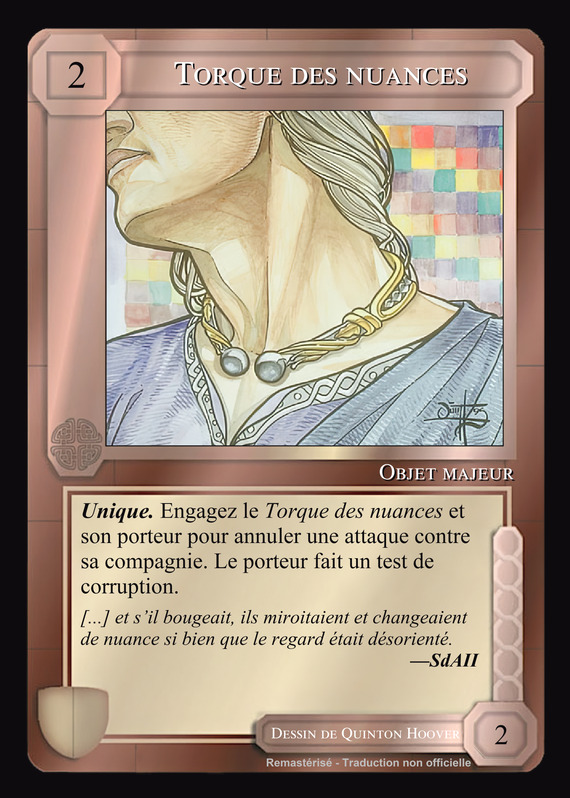 2
Torque des nuances
Objet majeur
Unique. Engagez le Torque des nuances et
son porteur pour annuler une attaque contre
sa compagnie. Le porteur fait un test de
corruption.
[...] et s’il bougeait, ils miroitaient et changeaient
de nuance si bien que le regard était désorienté.
—SdAII
Dessin de Quinton Hoover
2
Remastérisé - Traduction non officielle